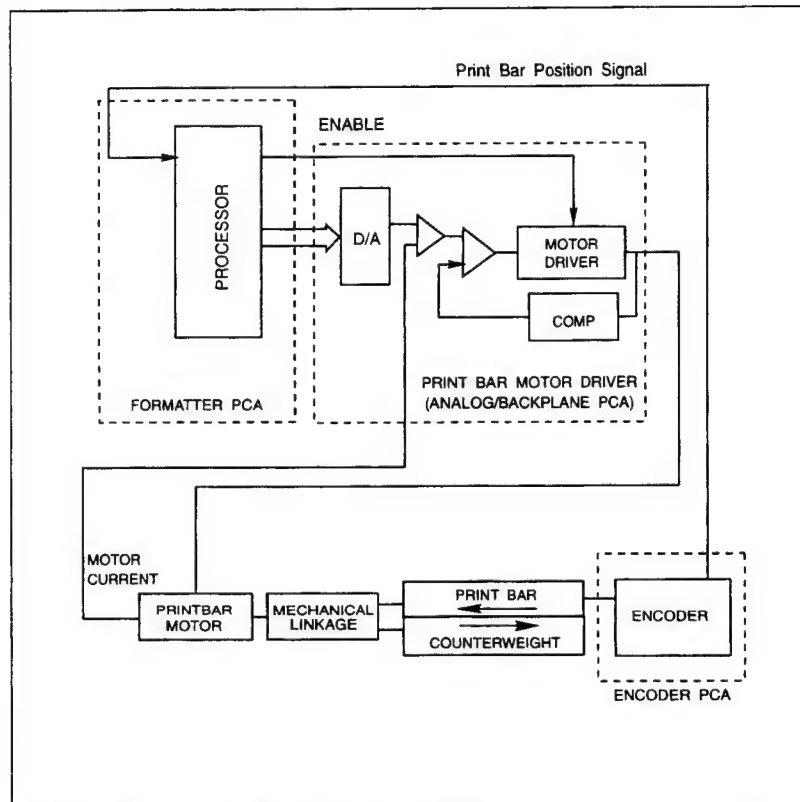 Print Bar Position Signal
ENABLE
PROCESSOR
D/A
MOTOR
DRIVER
COMP
FORMATTER PCA
PRINT BAR MOTOR DRIVER
(ANALOG/BACKPLANE PCA)
MOTOR
CURRENT
PRINTBAR
MOTOR
MECHANICAL
LINKAGE
PRINT BAR
COUNTERWEIGHT
ENCODER
ENCODER PCA